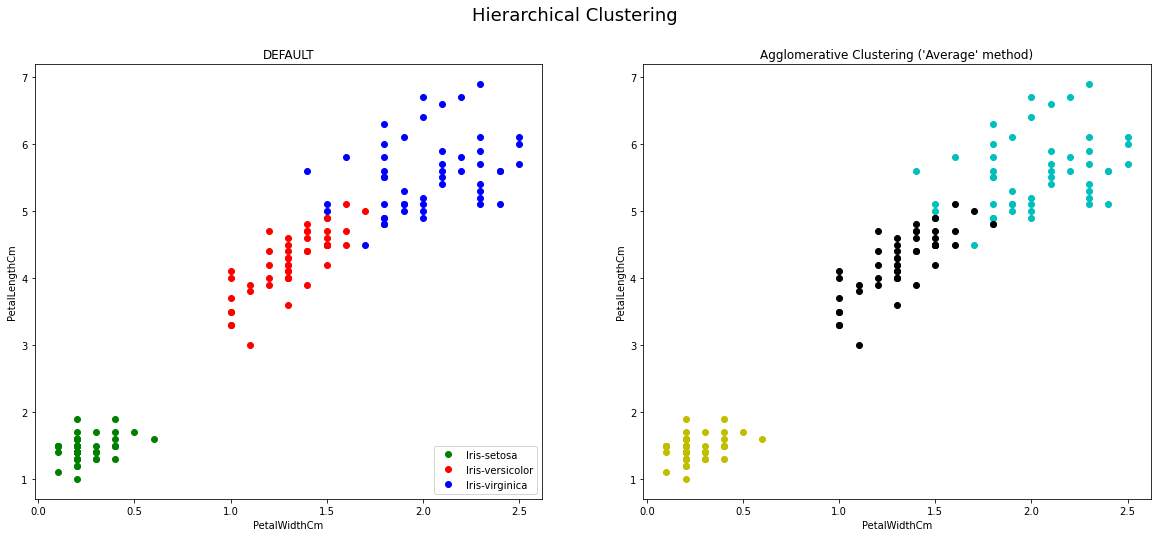 Hierarchical Clustering
DEFAULT
7
6
5
4
3
2
1
PetalLengthCm
0.0 0.5 1.0 1.5 2.0 2.5
PetalWidthCm
Iris-setosa
Iris-versicolor
Iris-virginica
Agglomerative Clustering ('Average' method)
7
6
5
4
3
2
1
PetalLengthCm
0.0 0.5 1.0 1.5 2.0 2.5
PetalWidthCm